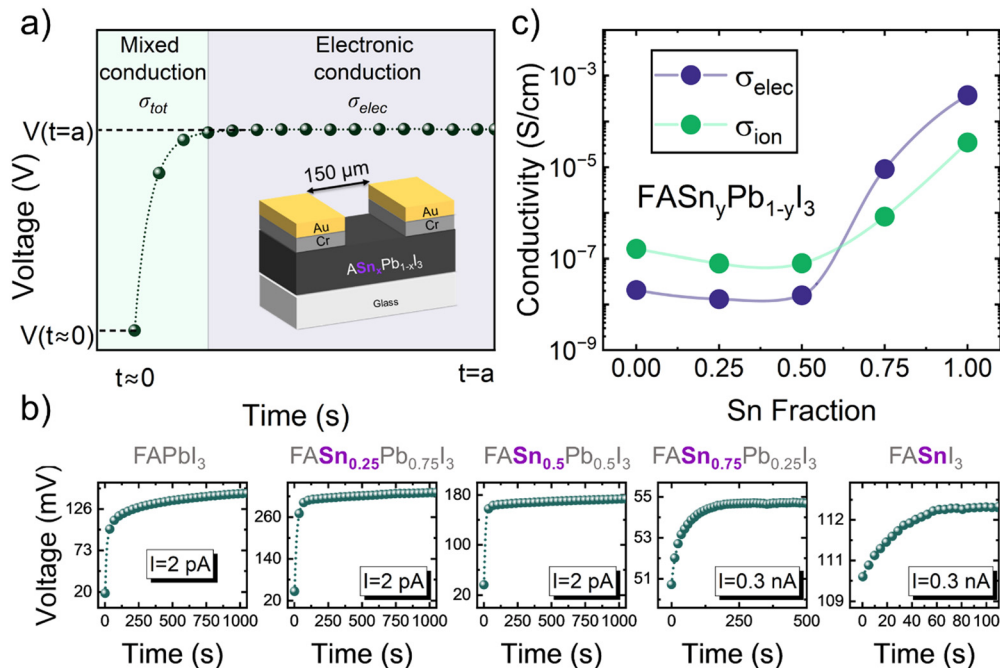 a)
Mixed conduction
σtot
Electronic conduction
σelec
V(t=a)
V(t≈0)
Voltage (V)
150 μm
Au
Cr
Au
Cr
ASnxPb1-xI3
Glass
t≈0
t=a
Time (s)
c)
σelec
σion
FASnyPb1-yI3
Conductivity (S/cm)
10−3
10−5
10−7
10−9
0.00 0.25 0.50 0.75 1.00
Sn Fraction
b)
FAPbI3
Voltage (mV)
126
73
20
I=2 pA
0 500 1000
Time (s)
FASn0.25Pb0.75I3
260
140
20
I=2 pA
0 250 500 750 1000
Time (s)
FASn0.5Pb0.5I3
180
100
20
I=2 pA
0 250 500 750 1000
Time (s)
FASn0.75Pb0.25I3
55
54
52
51
I=0.3 nA
0 250 500
Time (s)
FASnI3
112
110
109
I=0.3 nA
0 20 40 60 80 100
Time (s)